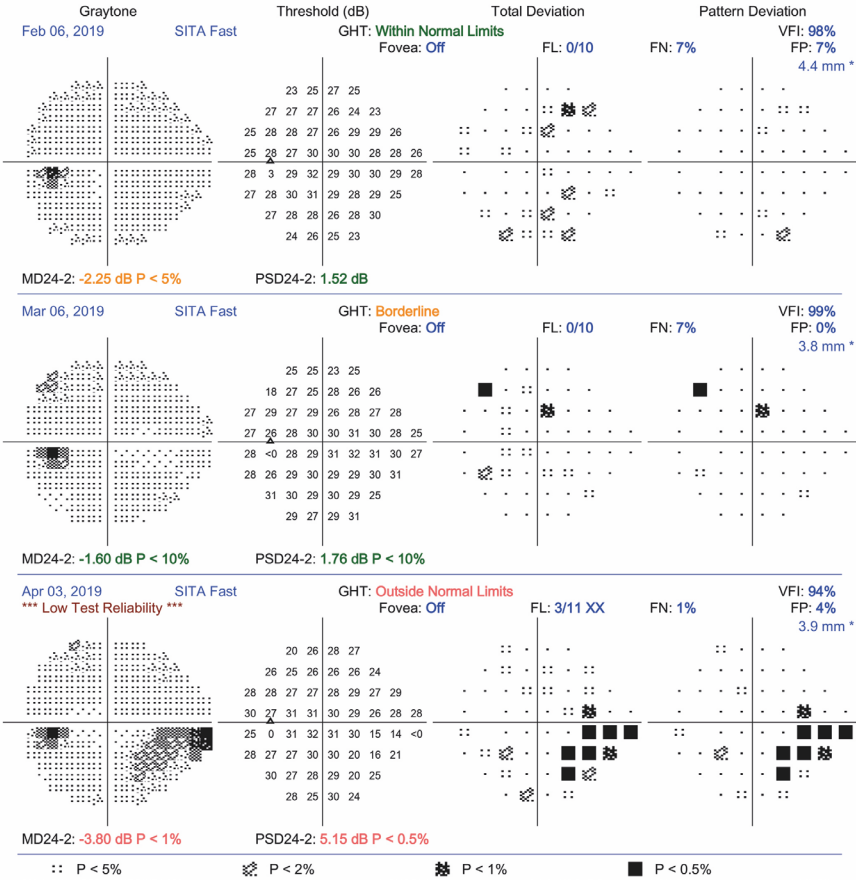 Graytone Threshold (dB) Total Deviation Pattern Deviation
Feb 06, 2019 SITA Fast GHT: Within Normal Limits VFI: 98%
Fovea: Off FL: 0/10 FN: 7% FP: 7%
4.4 mm *
23 25 27 25
27 27 27 26 24 23
25 28 28 27 26 29 29 26
25 28 27 30 30 30 28 28 26
28 3 29 32 29 30 30 29 28
27 28 30 31 29 28 29 25
27 28 28 26 28 30
24 26 25 23
MD24-2: -2.25 dB P < 5% PSD24-2: 1.52 dB
Mar 06, 2019 SITA Fast GHT: Borderline VFI: 99%
Fovea: Off FL: 0/10 FN: 7% FP: 0%
3.8 mm *
25 25 23 25
18 27 25 28 26 26
27 29 27 29 26 28 27 28
27 26 28 30 30 31 30 28 25
28 <0 28 29 31 32 31 30 27
28 26 29 30 29 29 30 31
31 30 29 30 29 25
29 27 29 31
MD24-2: -1.60 dB P < 10% PSD24-2: 1.76 dB P < 10%
Apr 03, 2019 SITA Fast GHT: Outside Normal Limits VFI: 94%
*** Low Test Reliability *** Fovea: Off FL: 3/11 XX FN: 1% FP: 4%
3.9 mm *
20 26 28 27
26 25 26 26 26 24
28 28 27 27 28 29 27 29
30 27 31 31 30 29 26 28 28
25 0 31 32 31 30 15 14 <0
28 27 27 30 30 20 16 21
30 27 28 29 20 25
28 25 30 24
MD24-2: -3.80 dB P < 1% PSD24-2: 5.15 dB P < 0.5%
P < 5% P < 2% P < 1% P < 0.5%